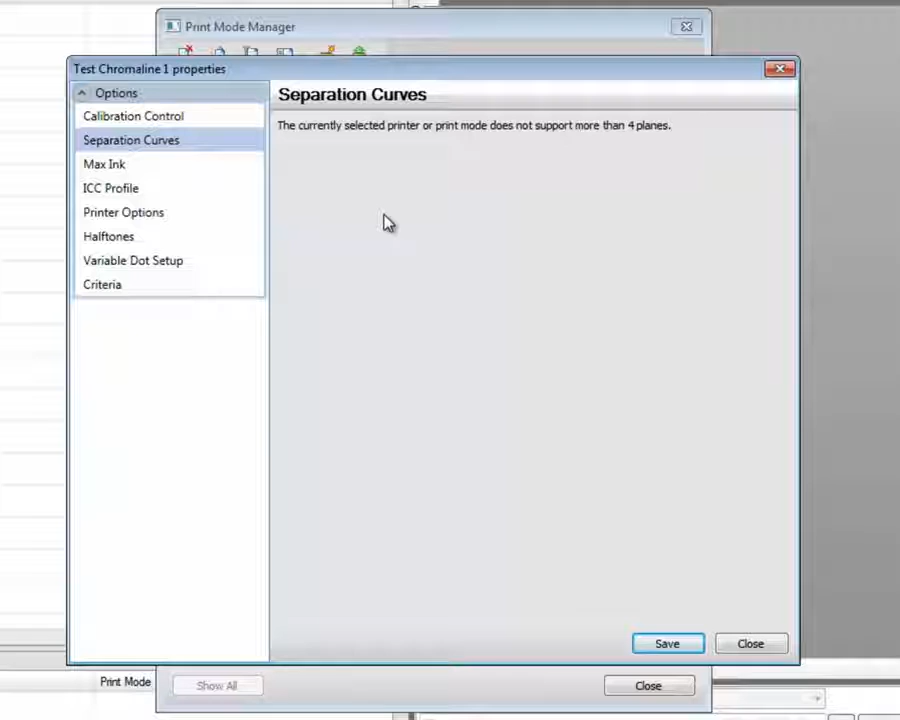 Print Mode Manager
Test Chromaline 1 properties
Options
Calibration Control
Separation Curves
Max Ink
ICC Profile
Printer Options
Halftones
Variable Dot Setup
Criteria
Separation Curves
The currently selected printer or print mode does not support more than 4 planes.
Save
Close
Print Mode
Show All
Close